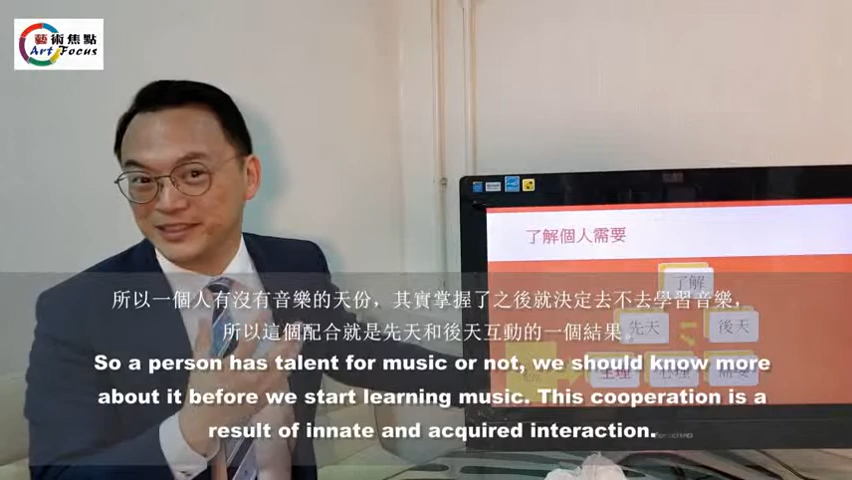 藝術焦點
Art Focus
了解個人需要
了解
先天
後天
生理
心理
所以一個人有沒有音樂的天份，其實掌握了之後就決定去不去學習音樂，
所以這個配合就是先天和後天互動的一個結果。
So a person has talent for music or not, we should know more
about it before we start learning music. This cooperation is a
result of innate and acquired interaction.